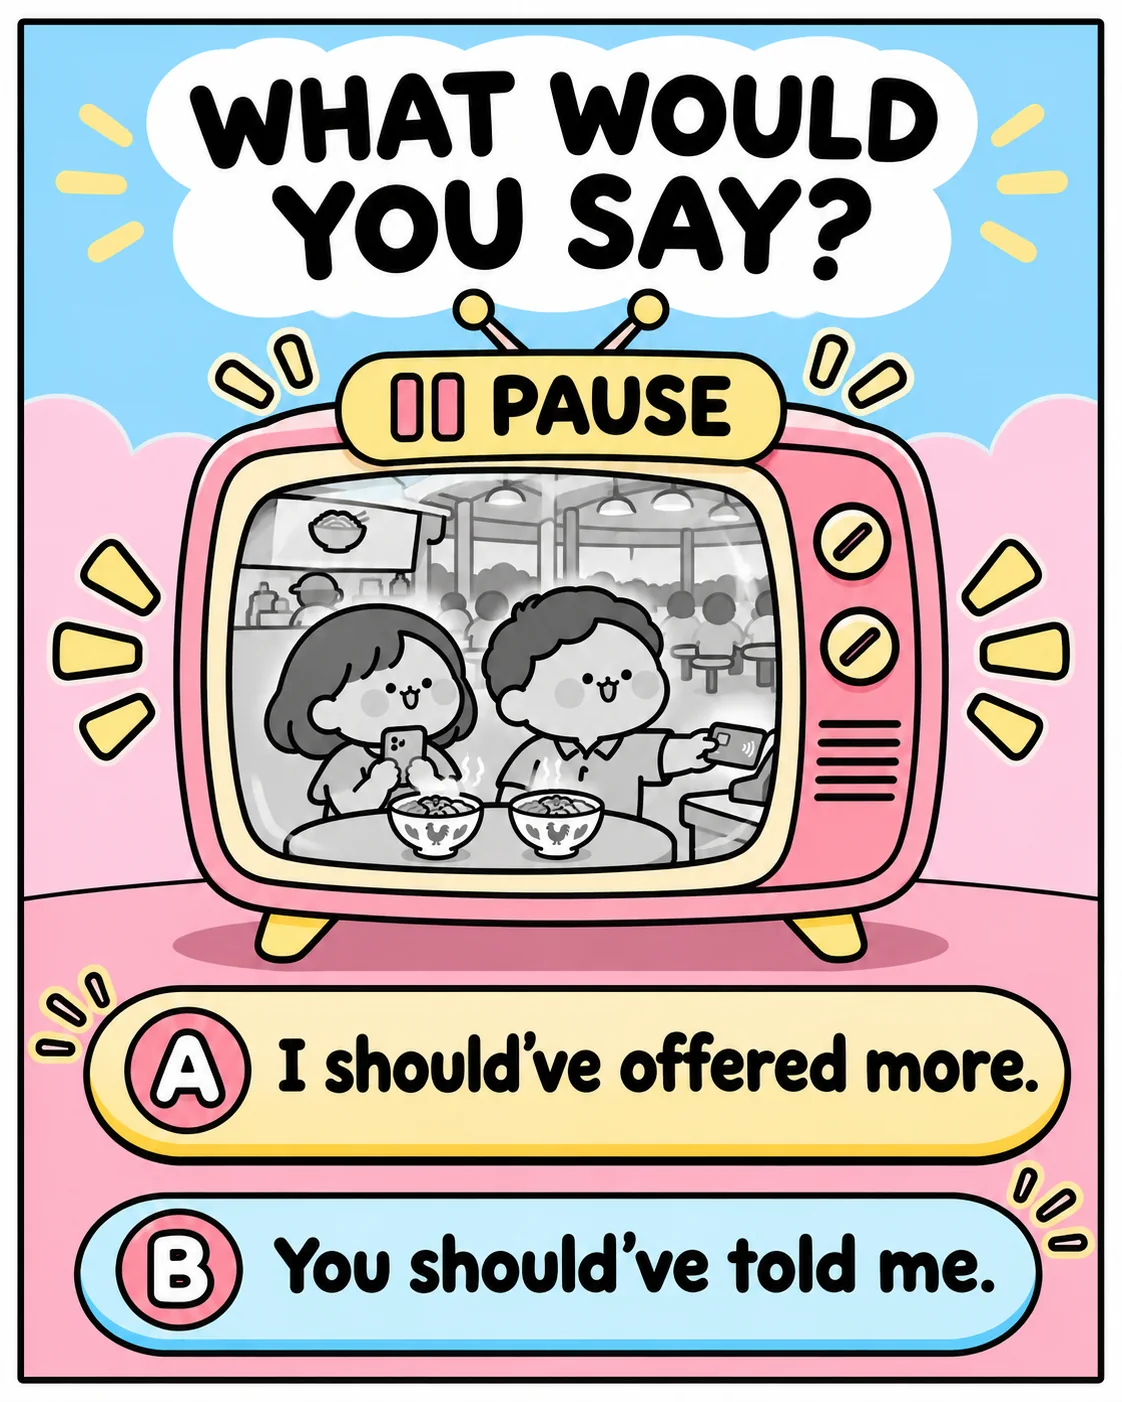 WHAT WOULD
YOU SAY?
PAUSE
A I should've offered more.
B You should've told me.